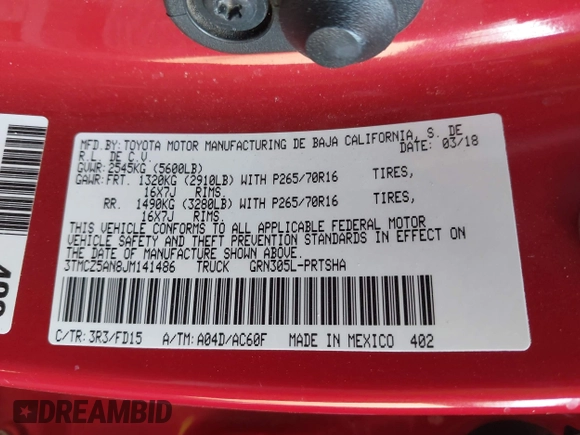 MFD.BY:TOYOTA MOTOR MANUFACTURING DE BAJA CALIFORNIA, S. DE
R.L. DE C.V. DATE: 03/18
GVWR:2545KG (5600LB)
GAWR:FRT. 1320KG (2910LB) WITH P265/70R16 TIRES,
16X7J RIMS.
RR. 1490KG (3280LB) WITH P265/70R16 TIRES,
16X7J RIMS.
THIS VEHICLE CONFORMS TO ALL APPLICABLE FEDERAL MOTOR
VEHICLE SAFETY AND THEFT PREVENTION STANDARDS IN EFFECT ON
THE DATE OF MANUFACTURE SHOWN ABOVE.
3TMCZ5AN8JM141486 TRUCK GRN305L-PRTSHA
C/TR:3R3/FD15 A/TM:A04D/AC60F MADE IN MEXICO 402
DREAMBID